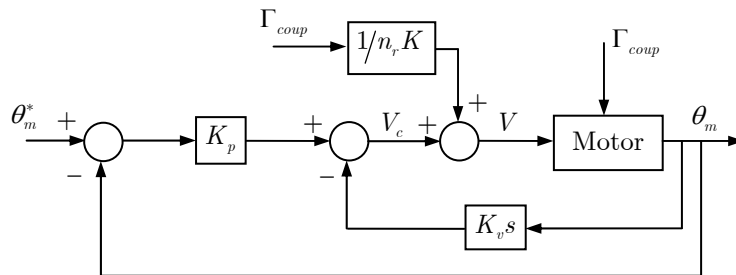 Γ_coup
1/n_r K
Γ_coup
θ*_m
+
−
K_p
+
−
V_c
+
+
V
Motor
θ_m
K_v s